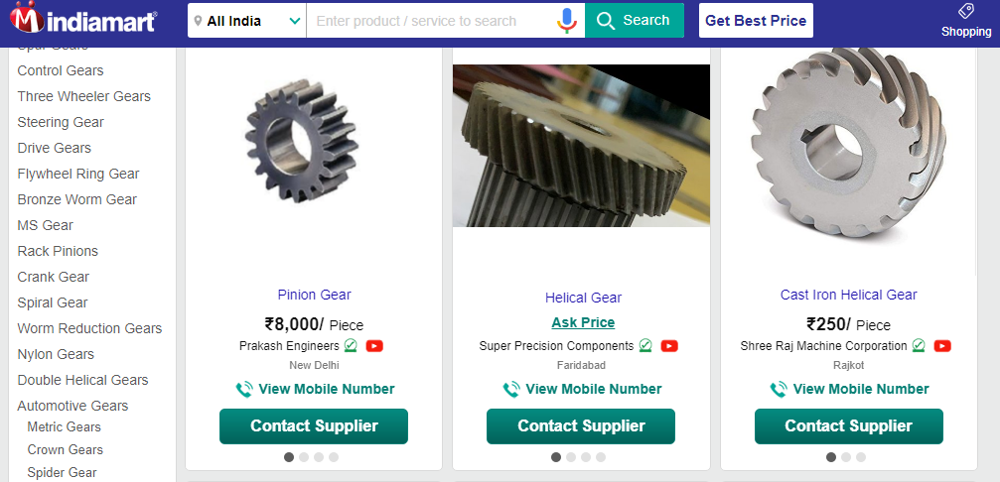 indiamart
All India
Enter product / service to search
Search
Get Best Price
Shopping
Spur Gears
Control Gears
Three Wheeler Gears
Steering Gear
Drive Gears
Flywheel Ring Gear
Bronze Worm Gear
MS Gear
Rack Pinions
Crank Gear
Spiral Gear
Worm Reduction Gears
Nylon Gears
Double Helical Gears
Automotive Gears
Metric Gears
Crown Gears
Spider Gear
Pinion Gear
₹8,000/ Piece
Prakash Engineers
New Delhi
View Mobile Number
Contact Supplier
Helical Gear
Ask Price
Super Precision Components
Faridabad
View Mobile Number
Contact Supplier
Cast Iron Helical Gear
₹250/ Piece
Shree Raj Machine Corporation
Rajkot
View Mobile Number
Contact Supplier